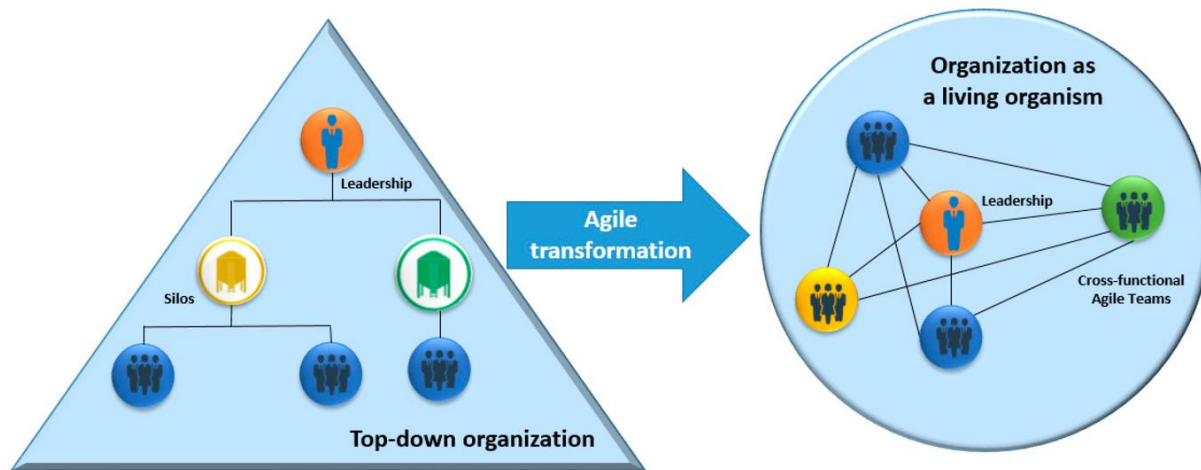 Leadership
Silos
Top-down organization
Agile
transformation
Organization as
a living organism
Leadership
Cross-functional
Agile Teams